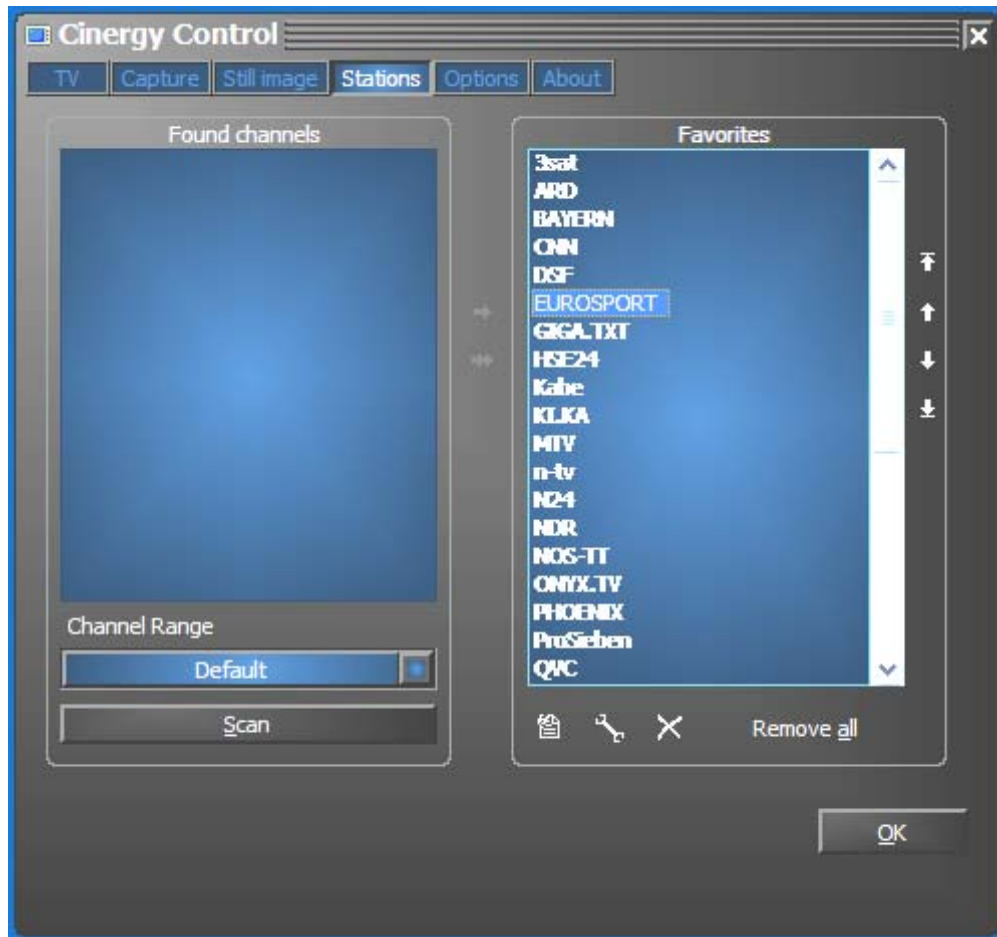 Cinergy Control
TV Capture Still image Stations Options About
Found channels
Channel Range
Default
Scan
Favorites
3sat
ARD
BAYERN
CNN
DSF
EUROSPORT
GIGA.TXT
HSE24
Kabe
KI.KA
MTV
n-tv
N24
NDR
NOS-TT
ONYX.TV
PHOENIX
ProSieben
QVC
Remove all
OK